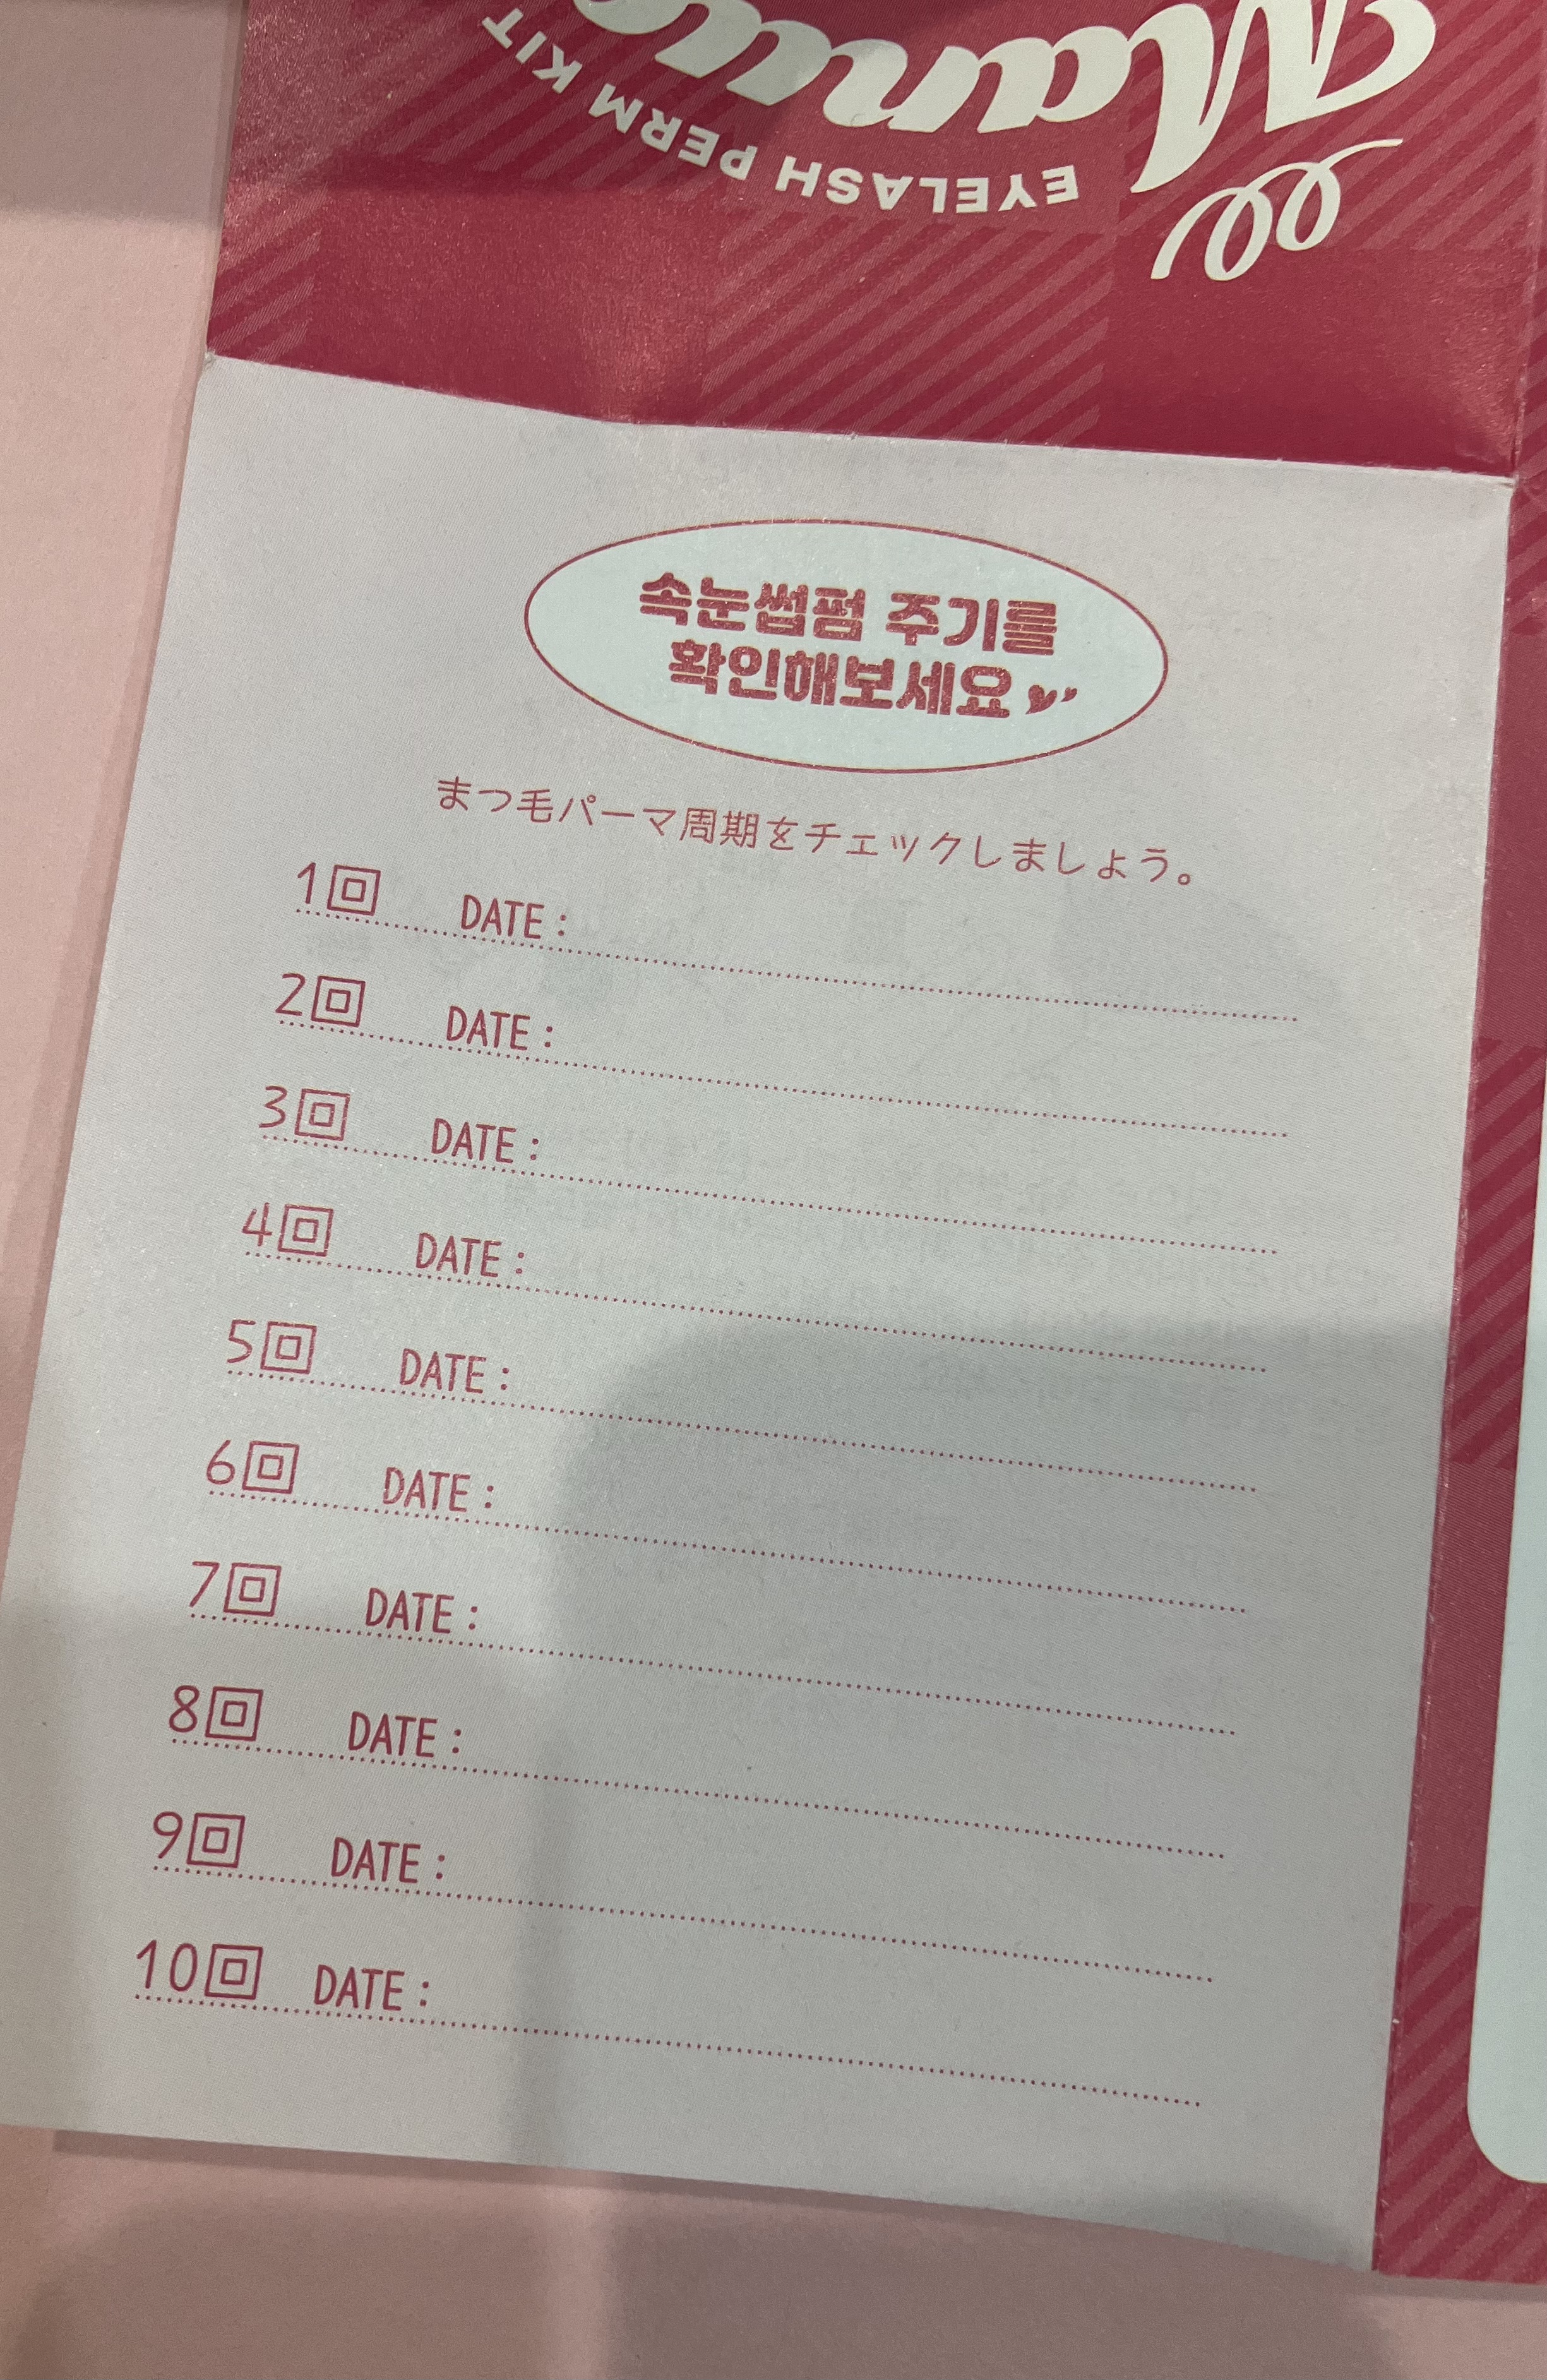 EYELASH PERM KIT
속눈썹펌 주기를
확인해보세요
まつ毛パーマ周期をチェックしましょう。
1回 DATE :
2回 DATE :
3回 DATE :
4回 DATE :
5回 DATE :
6回 DATE :
7回 DATE :
8回 DATE :
9回 DATE :
10回 DATE :